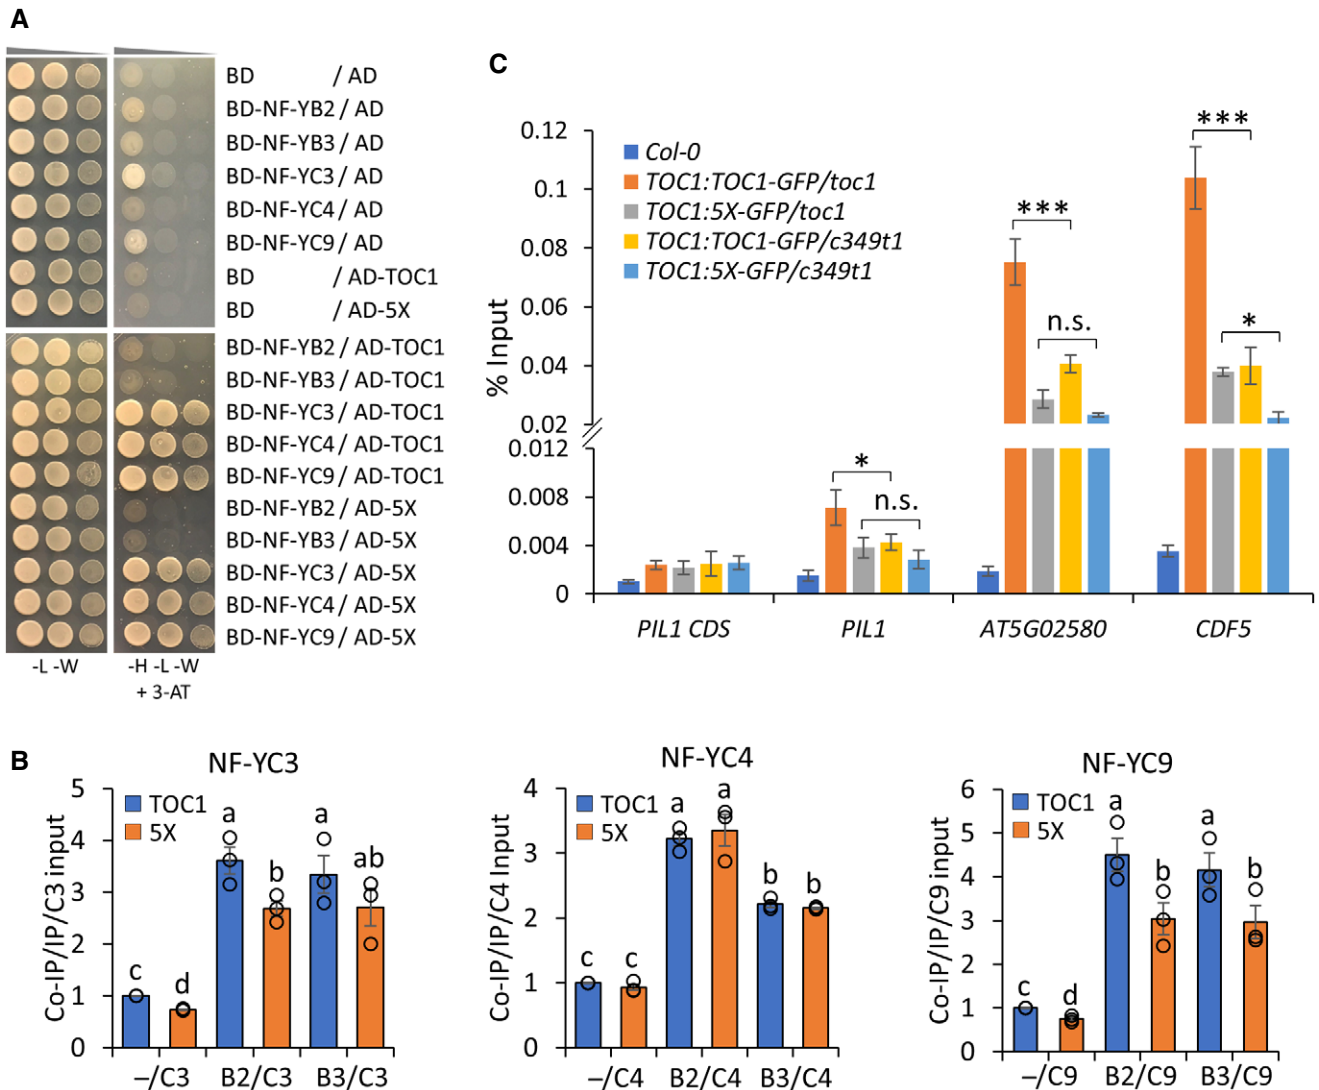 A
BD / AD
BD-NF-YB2 / AD
BD-NF-YB3 / AD
BD-NF-YC3 / AD
BD-NF-YC4 / AD
BD-NF-YC9 / AD
BD / AD-TOC1
BD / AD-5X
BD-NF-YB2 / AD-TOC1
BD-NF-YB3 / AD-TOC1
BD-NF-YC3 / AD-TOC1
BD-NF-YC4 / AD-TOC1
BD-NF-YC9 / AD-TOC1
BD-NF-YB2 / AD-5X
BD-NF-YB3 / AD-5X
BD-NF-YC3 / AD-5X
BD-NF-YC4 / AD-5X
BD-NF-YC9 / AD-5X
-L -W
-H -L -W
+ 3-AT
C
% Input
0.12
0.1
0.08
0.06
0.04
0.02
0.012
0.008
0.004
0
Col-0
TOC1:TOC1-GFP/toc1
TOC1:5X-GFP/toc1
TOC1:TOC1-GFP/c349t1
TOC1:5X-GFP/c349t1
*
n.s.
***
n.s.
***
*
PIL1 CDS
PIL1
AT5G02580
CDF5
B
NF-YC3
Co-IP/IP/C3 input
5
4
3
2
1
0
TOC1
5X
c
d
a
b
a
ab
–/C3
B2/C3
B3/C3
NF-YC4
Co-IP/IP/C4 Input
4
3
2
1
0
TOC1
5X
c
c
a
a
b
b
–/C4
B2/C4
B3/C4
NF-YC9
Co-IP/IP/C9 input
6
5
4
3
2
1
0
TOC1
5X
c
d
a
b
a
b
–/C9
B2/C9
B3/C9